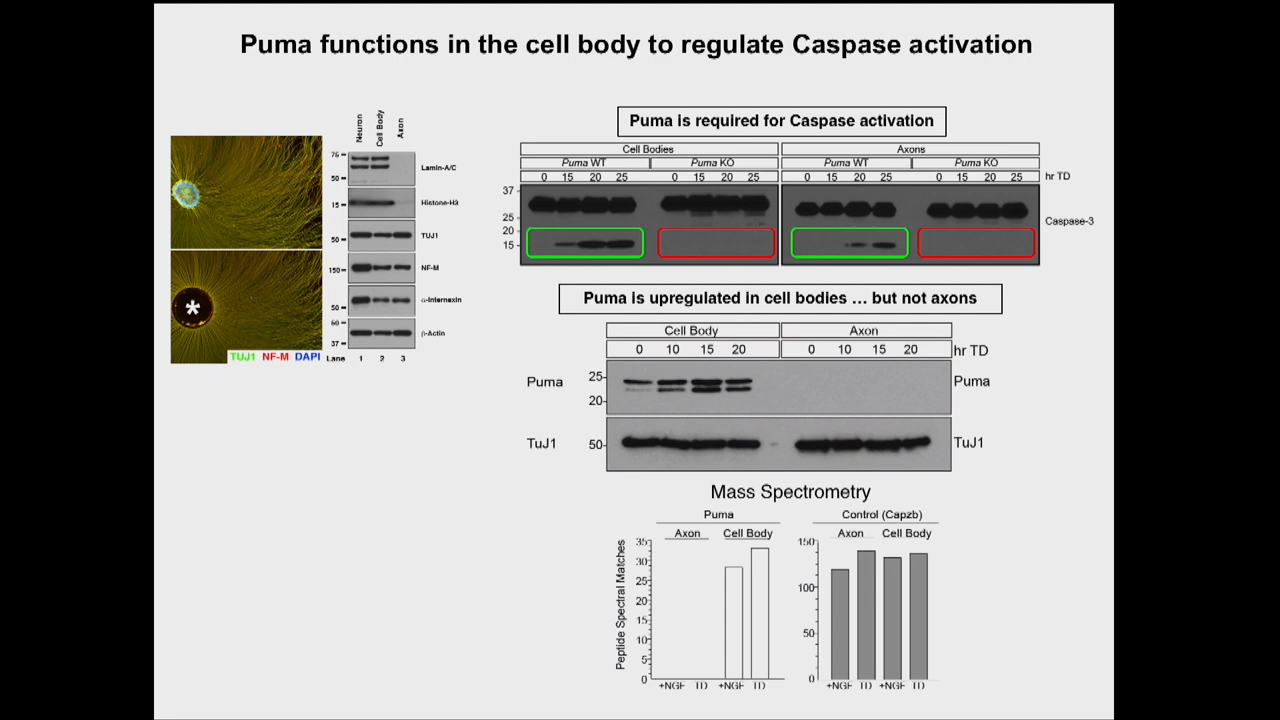 Puma functions in the cell body to regulate Caspase activation
Neuron
Cell Body
Axon
75
50
Lamin-A/C
15
Histone-H3
50
TUJ1
150
NF-M
50
α-Internexin
50
37
β-Actin
TUJ1 NF-M DAPI
Lane 1 2 3
*
Puma is required for Caspase activation
Cell Bodies Axons
Puma WT Puma KO Puma WT Puma KO
0 15 20 25 0 15 20 25 0 15 20 25 0 15 20 25 hr TD
37
25
20
15
Caspase-3
Puma is upregulated in cell bodies ... but not axons
Cell Body Axon
0 10 15 20 0 10 15 20 hr TD
Puma 25 Puma
20
TuJ1 50 TuJ1
Mass Spectrometry
Puma Control (Capzb)
Axon Cell Body Axon Cell Body
Peptide Spectral Matches
35
30
25
20
15
10
5
0
150
100
50
0
+NGF TD +NGF TD +NGF TD +NGF TD